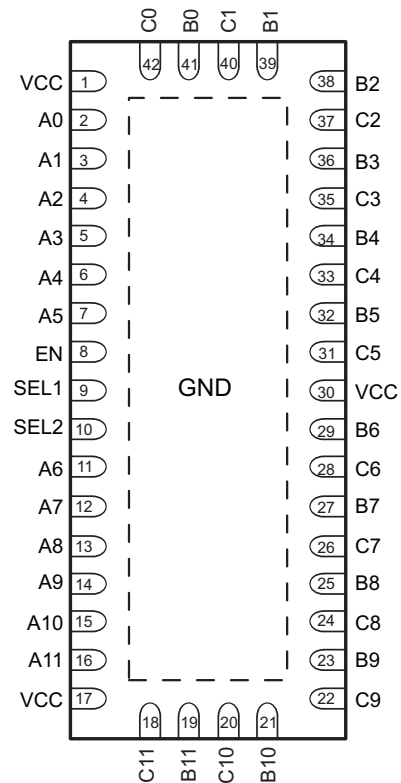 C0 B0 C1 B1
42 41 40 39
VCC 1 38 B2
A0 2 37 C2
A1 3 36 B3
A2 4 35 C3
A3 5 34 B4
A4 6 33 C4
A5 7 32 B5
EN 8 31 C5
SEL1 9 GND 30 VCC
SEL2 10 29 B6
A6 11 28 C6
A7 12 27 B7
A8 13 26 C7
A9 14 25 B8
A10 15 24 C8
A11 16 23 B9
VCC 17 22 C9
18 19 20 21
C11 B11 C10 B10